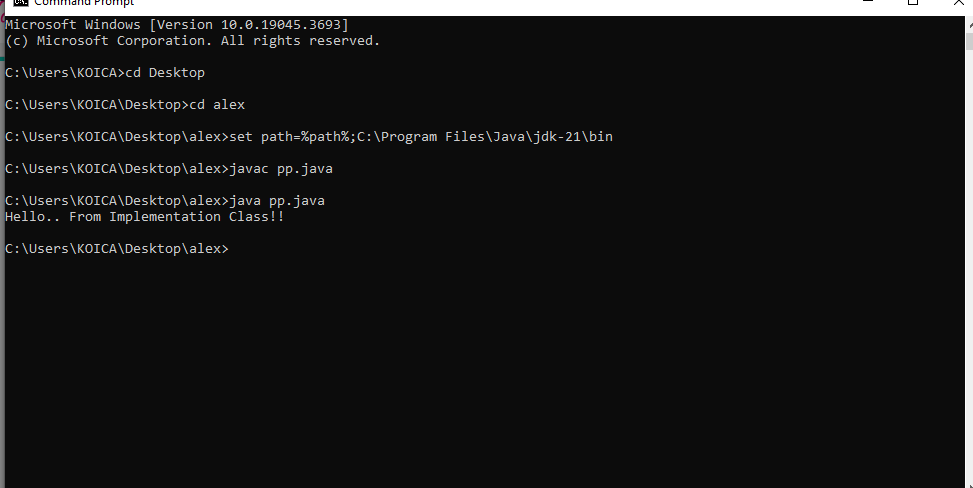 Command Prompt
Microsoft Windows [Version 10.0.19045.3693]
(c) Microsoft Corporation. All rights reserved.
C:\Users\KOICA>cd Desktop
C:\Users\KOICA\Desktop>cd alex
C:\Users\KOICA\Desktop\alex>set path=%path%;C:\Program Files\Java\jdk-21\bin
C:\Users\KOICA\Desktop\alex>javac pp.java
C:\Users\KOICA\Desktop\alex>java pp.java
Hello.. From Implementation Class!!
C:\Users\KOICA\Desktop\alex>